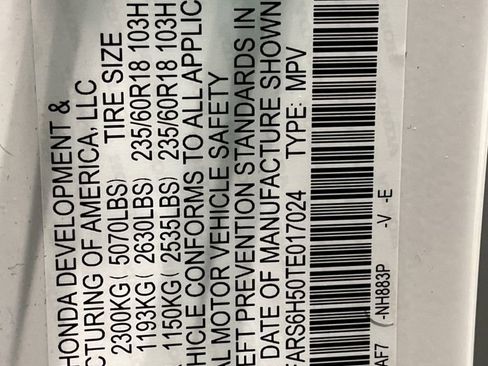 HONDA DEVELOPMENT &
CTURING OF AMERICA, LLC
2300KG ( 5070LBS) TIRE SIZE
1193KG( 2630LBS) 235/60R18 103H
1150KG( 2535LBS) 235/60R18 103H
HICLE CONFORMS TO ALL APPLIC
AL MOTOR VEHICLE SAFETY
EFT PREVENTION STANDARDS IN
DATE OF MANUFACTURE SHOWN
FARS6H50TE017024 TYPE: MPV
AF7 (-NH883P -V -E